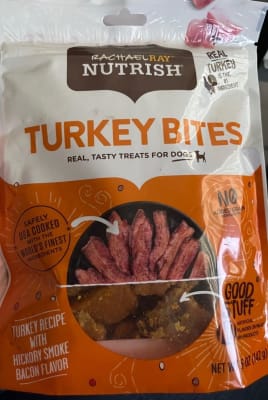 RACHAEL RAY
NUTRISH®
REAL
TURKEY
IS THE
#1
INGREDIENT
TURKEY BITES
REAL, TASTY TREATS FOR DOGS
SAFELY
USA COOKED
WITH THE
WORLD'S FINEST
INGREDIENTS
NO
GOOD
STUFF
TURKEY RECIPE
WITH
HICKORY SMOKE
BACON FLAVOR